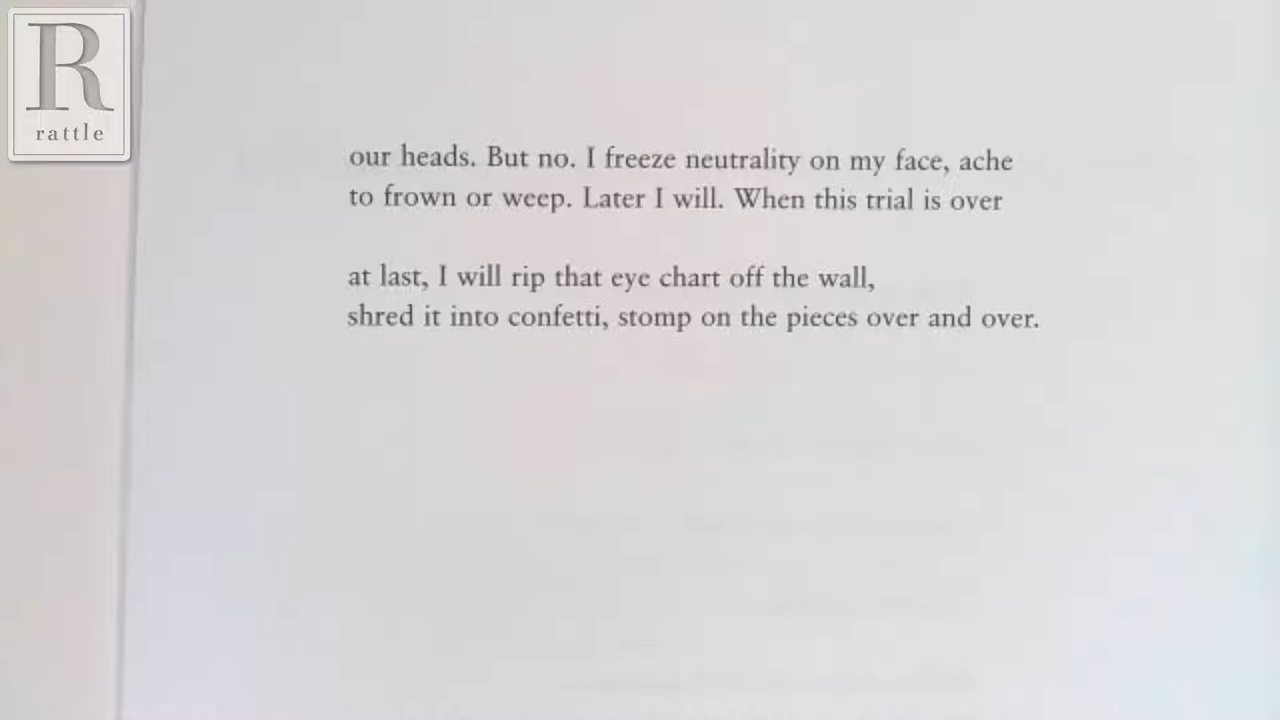 R
rattle
our heads. But no. I freeze neutrality on my face, ache
to frown or weep. Later I will. When this trial is over
at last, I will rip that eye chart off the wall,
shred it into confetti, stomp on the pieces over and over.